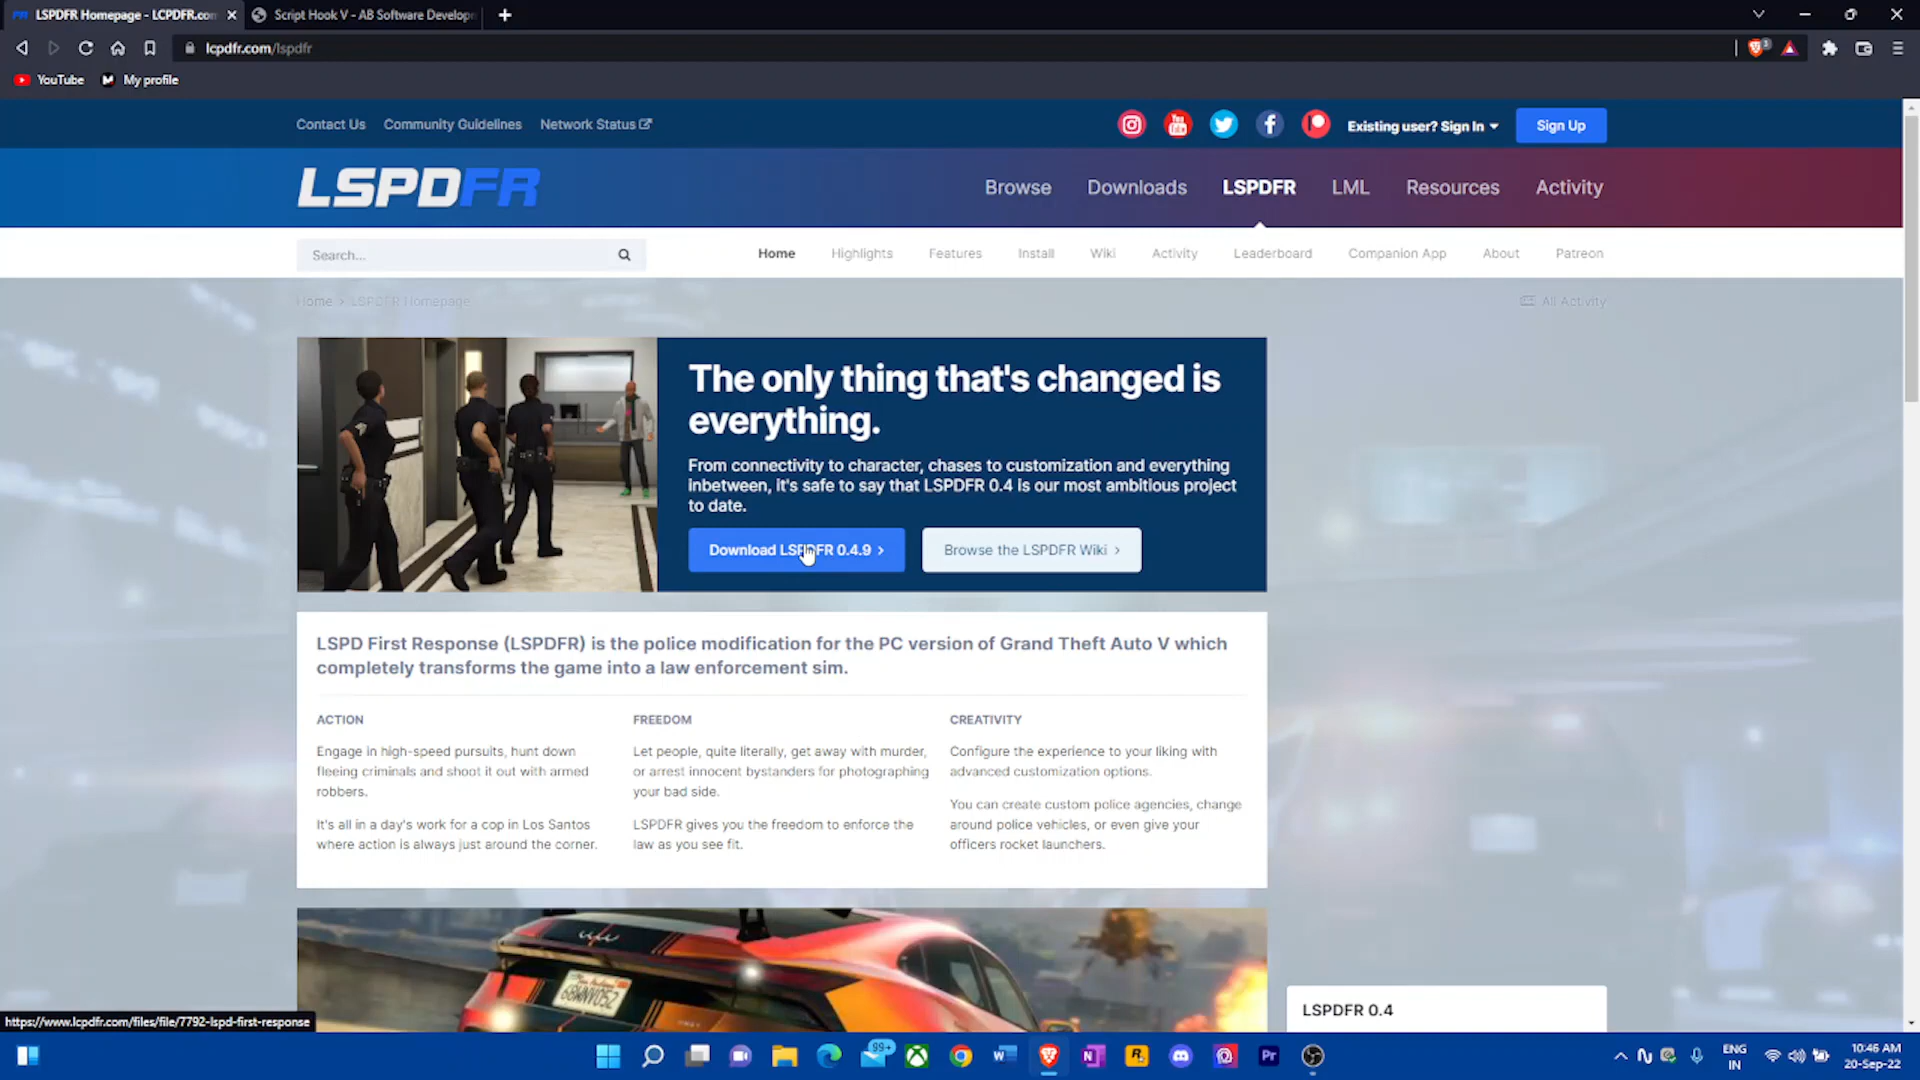 LSPDFR Homepage - LCPDFR.com
Script Hook V - AB Software Develop
lcpdfr.com/lspdfr
3
YouTube
My profile
Contact Us
Community Guidelines
Network Status
You Tube
Existing user? Sign In
Sign Up
LSPDFR
Browse
Downloads
LSPDFR
LML
Resources
Activity
Search...
Home
Highlights
Features
Install
Wiki
Activity
Leaderboard
Companion App
About
Patreon
Home > LSPDFR Homepage
All Activity
The only thing that's changed is
everything.
From connectivity to character, chases to customization and everything
inbetween, it's safe to say that LSPDFR 0.4 is our most ambitious project
to date.
Download LSPDFR 0.4.9 >
Browse the LSPDFR Wiki >
LSPD First Response (LSPDFR) is the police modification for the PC version of Grand Theft Auto V which
completely transforms the game into a law enforcement sim.
ACTION
Engage in high-speed pursuits, hunt down
fleeing criminals and shoot it out with armed
robbers.
It's all in a day's work for a cop in Los Santos
where action is always just around the corner.
FREEDOM
Let people, quite literally, get away with murder,
or arrest innocent bystanders for photographing
your bad side.
LSPDFR gives you the freedom to enforce the
law as you see fit.
CREATIVITY
Configure the experience to your liking with
advanced customization options.
You can create custom police agencies, change
around police vehicles, or even give your
officers rocket launchers.
LSPDFR 0.4
https://www.lcpdfr.com/files/file/7792-lspd-first-response
99+
W
N
R
Pr
ENG
IN
10:46 AM
20-Sep-22